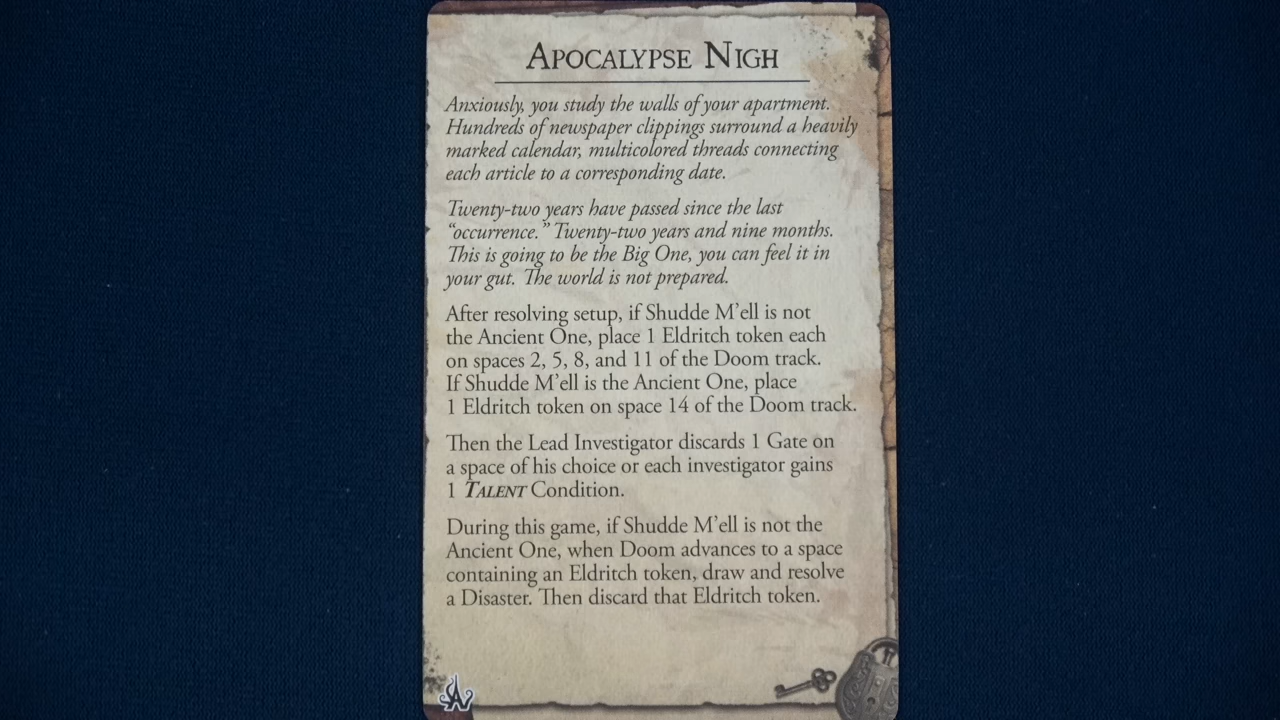 Apocalypse Nigh
Anxiously, you study the walls of your apartment.
Hundreds of newspaper clippings surround a heavily
marked calendar, multicolored threads connecting
each article to a corresponding date.
Twenty-two years have passed since the last
“occurrence.” Twenty-two years and nine months.
This is going to be the Big One, you can feel it in
your gut. The world is not prepared.
After resolving setup, if Shudde M’ell is not
the Ancient One, place 1 Eldritch token each
on spaces 2, 5, 8, and 11 of the Doom track.
If Shudde M’ell is the Ancient One, place
1 Eldritch token on space 14 of the Doom track.
Then the Lead Investigator discards 1 Gate on
a space of his choice or each investigator gains
1 Talent Condition.
During this game, if Shudde M’ell is not the
Ancient One, when Doom advances to a space
containing an Eldritch token, draw and resolve
a Disaster. Then discard that Eldritch token.